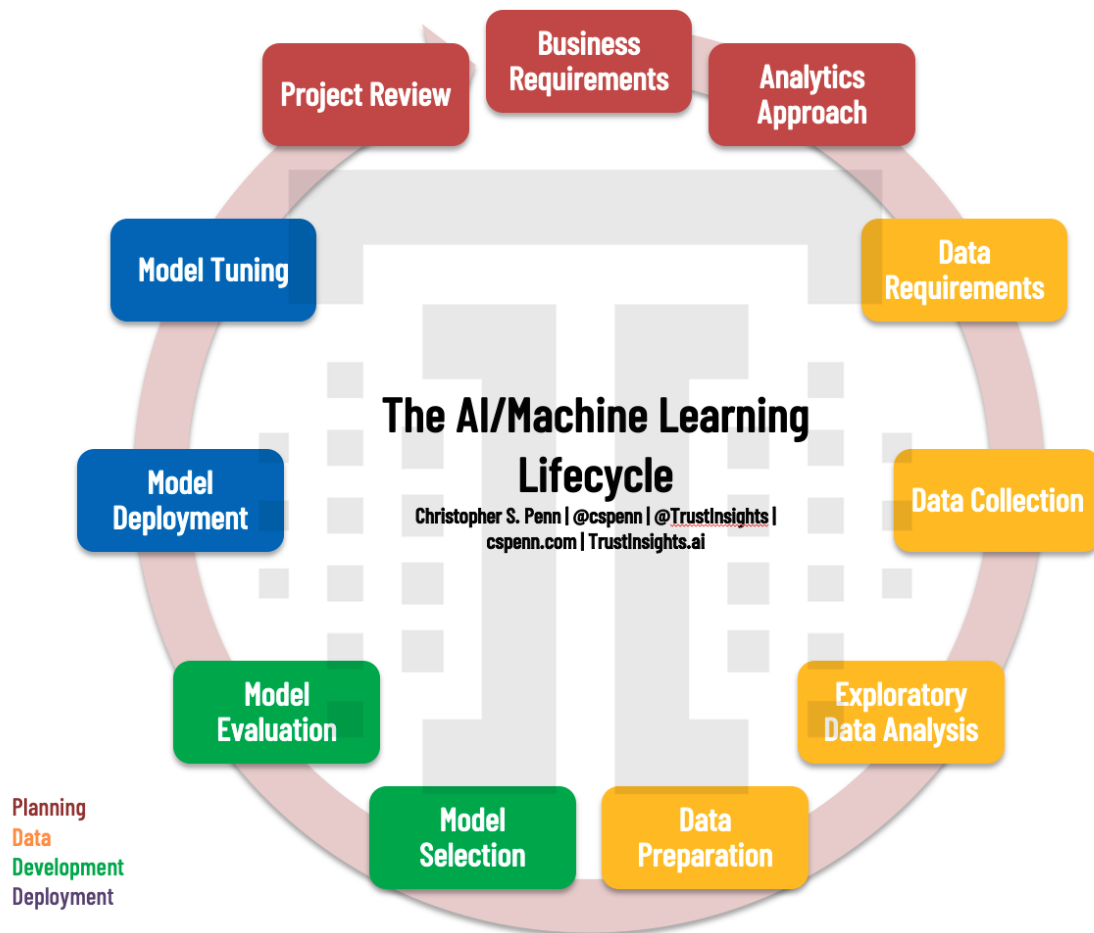 Business
Requirements
Analytics
Approach
Data
Requirements
Data Collection
Exploratory
Data Analysis
Data
Preparation
Model
Selection
Model
Evaluation
Model
Deployment
Model Tuning
Project Review
The AI/Machine Learning
Lifecycle
Christopher S. Penn | @cspenn | @TrustInsights |
cspenn.com | TrustInsights.ai
Planning
Data
Development
Deployment